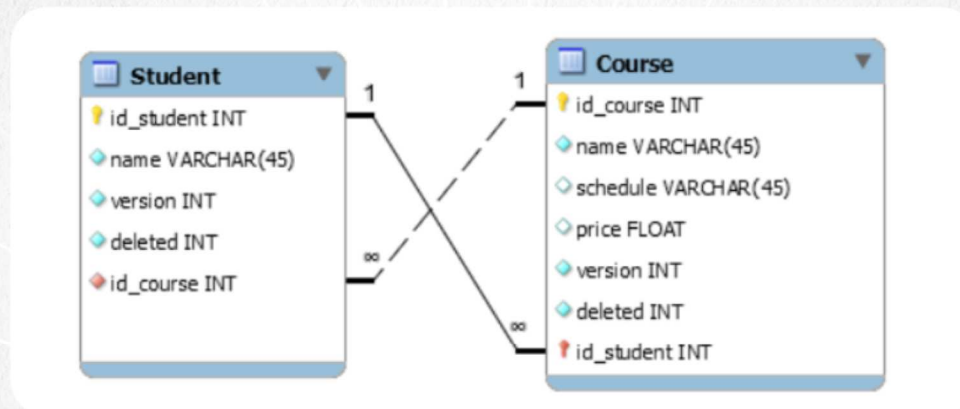 Student
id_student INT
name VARCHAR(45)
version INT
deleted INT
id_course INT
1
∞
1
∞
Course
id_course INT
name VARCHAR(45)
schedule VARCHAR(45)
price FLOAT
version INT
deleted INT
id_student INT